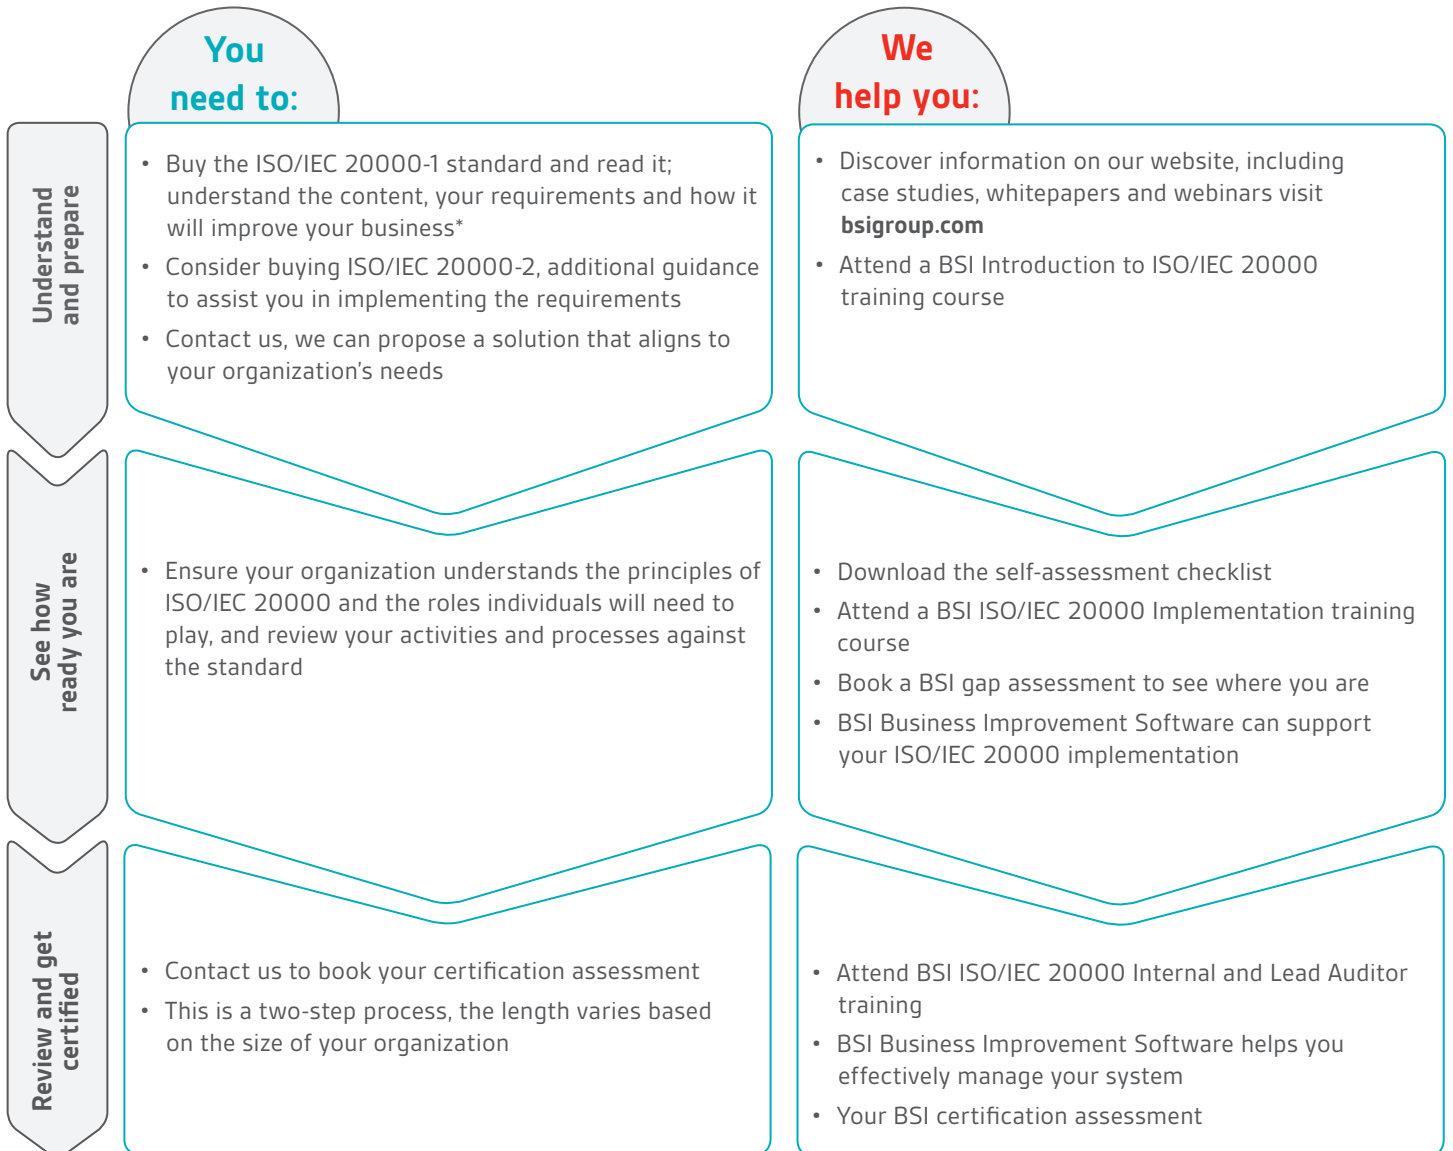 You
need to:
We
help you:
Understand
and prepare
• Buy the ISO/IEC 20000-1 standard and read it;
understand the content, your requirements and how it
will improve your business*
• Consider buying ISO/IEC 20000-2, additional guidance
to assist you in implementing the requirements
• Contact us, we can propose a solution that aligns to
your organization's needs
• Discover information on our website, including
case studies, whitepapers and webinars visit
bsigroup.com
• Attend a BSI Introduction to ISO/IEC 20000
training course
See how
ready you are
• Ensure your organization understands the principles of
ISO/IEC 20000 and the roles individuals will need to
play, and review your activities and processes against
the standard
• Download the self-assessment checklist
• Attend a BSI ISO/IEC 20000 Implementation training
course
• Book a BSI gap assessment to see where you are
• BSI Business Improvement Software can support
your ISO/IEC 20000 implementation
Review and get
certified
• Contact us to book your certification assessment
• This is a two-step process, the length varies based
on the size of your organization
• Attend BSI ISO/IEC 20000 Internal and Lead Auditor
training
• BSI Business Improvement Software helps you
effectively manage your system
• Your BSI certification assessment